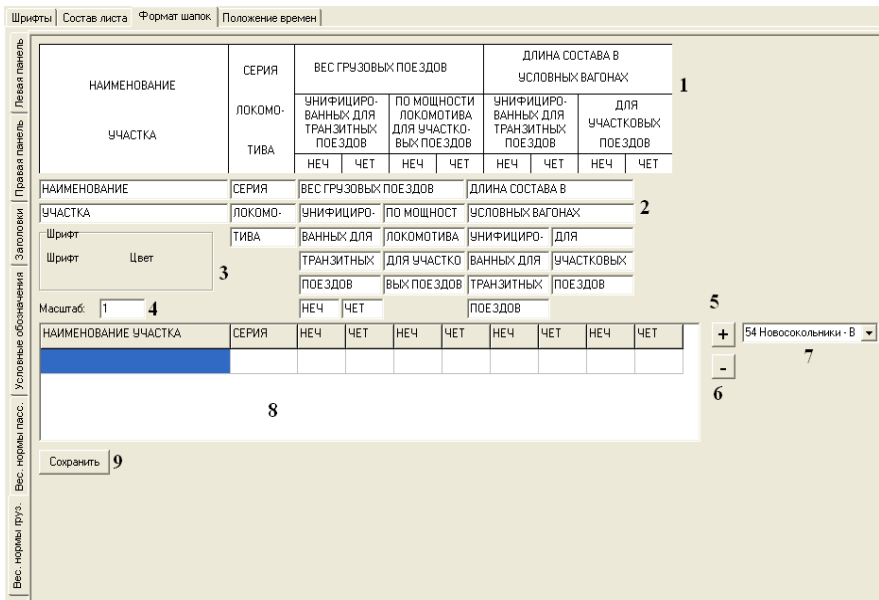 Шрифты Состав листа Формат шапок Положение времен
Левая панель
Правая панель
Заголовки
Условные обозначения
Вес. нормы пасс.
Вес. нормы груз.
НАИМЕНОВАНИЕ
УЧАСТКА
СЕРИЯ
ЛОКОМО-
ТИВА
ВЕС ГРУЗОВЫХ ПОЕЗДОВ
ДЛИНА СОСТАВА В
УСЛОВНЫХ ВАГОНАХ
УНИФИЦИРО-
ВАННЫХ ДЛЯ
ТРАНЗИТНЫХ
ПОЕЗДОВ
ПО МОЩНОСТИ
ЛОКОМОТИВА
ДЛЯ УЧАСТКО-
ВЫХ ПОЕЗДОВ
УНИФИЦИРО-
ВАННЫХ ДЛЯ
ТРАНЗИТНЫХ
ПОЕЗДОВ
ДЛЯ
УЧАСТКОВЫХ
ПОЕЗДОВ
НЕЧ ЧЕТ НЕЧ ЧЕТ НЕЧ ЧЕТ НЕЧ ЧЕТ
1
НАИМЕНОВАНИЕ СЕРИЯ ВЕС ГРУЗОВЫХ ПОЕЗДОВ ДЛИНА СОСТАВА В
УЧАСТКА ЛОКОМО- УНИФИЦИРО- ПО МОЩНОСТ УСЛОВНЫХ ВАГОНАХ 2
Шрифт ТИВА ВАННЫХ ДЛЯ ЛОКОМОТИВА УНИФИЦИРО- ДЛЯ
Шрифт Цвет 3 ТРАНЗИТНЫХ ДЛЯ УЧАСТКО ВАННЫХ ДЛЯ УЧАСТКОВЫХ
ПОЕЗДОВ ВЫХ ПОЕЗДОВ ТРАНЗИТНЫХ ПОЕЗДОВ
Масштаб: 1 4 НЕЧ ЧЕТ ПОЕЗДОВ 5
НАИМЕНОВАНИЕ УЧАСТКА СЕРИЯ НЕЧ ЧЕТ НЕЧ ЧЕТ НЕЧ ЧЕТ НЕЧ ЧЕТ + 54 Новосокольники - В
7
-
6
8
Сохранить 9